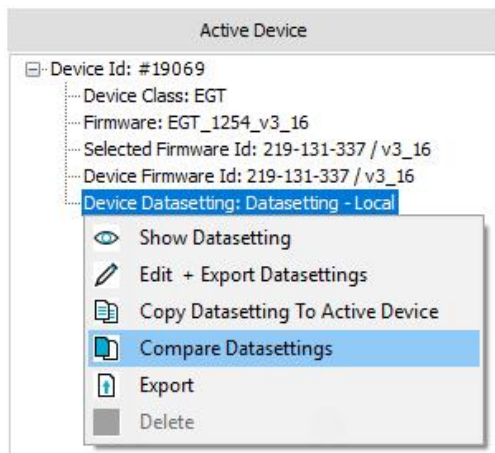 Active Device
Device Id: #19069
Device Class: EGT
Firmware: EGT_1254_v3_16
Selected Firmware Id: 219-131-337 / v3_16
Device Firmware Id: 219-131-337 / v3_16
Device Datasetting: Datasetting - Local
Show Datasetting
Edit + Export Datasettings
Copy Datasetting To Active Device
Compare Datasettings
Export
Delete